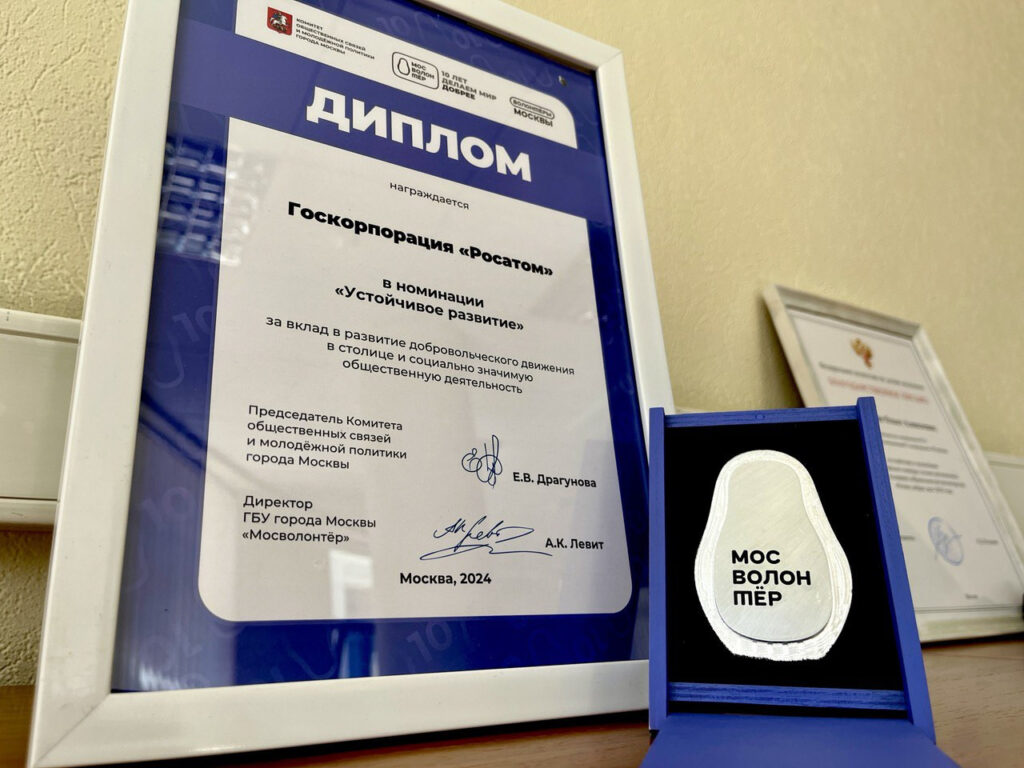 КОМИТЕТ
ОБЩЕСТВЕННЫХ СВЯЗЕЙ
И МОЛОДЁЖНОЙ ПОЛИТИКИ
ГОРОДА МОСКВЫ
МОС
ВОЛОН
ТЁР
10 ЛЕТ
ДЕЛАЕМ МИР
ДОБРЕЕ
ВОЛОНТЁРЫ
МОСКВЫ
ДИПЛОМ
награждается
Госкорпорация «Росатом»
в номинации
«Устойчивое развитие»
за вклад в развитие добровольческого движения
в столице и социально значимую
общественную деятельность
Председатель Комитета
общественных связей
и молодёжной политики
города Москвы
Е.В. Драгунова
Директор
ГБУ города Москвы
«Мосволонтёр»
А.К. Левит
Москва, 2024
МОС
ВОЛОН
ТЁР